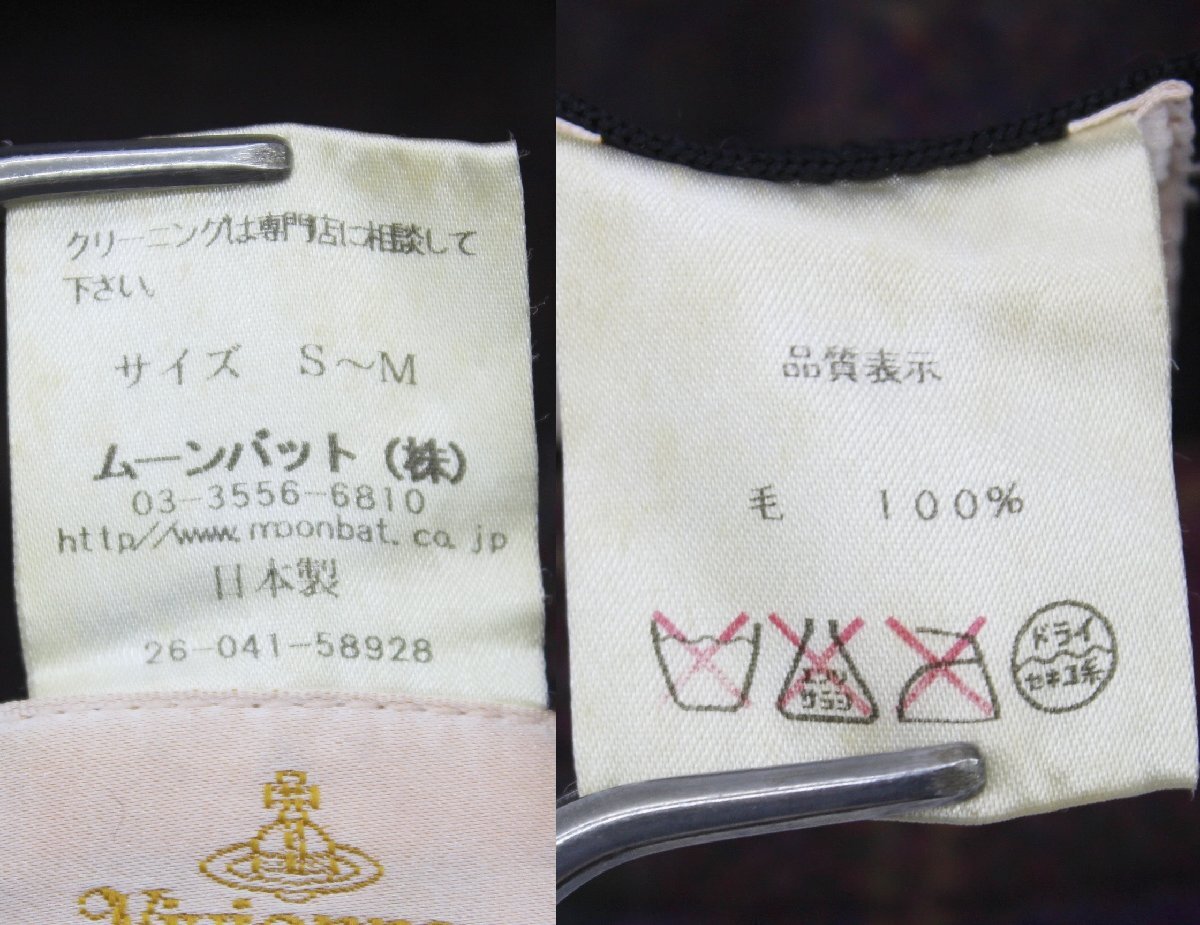 クリーニングは専門店に相談して
下さい。
サイズ S～M
ムーンバット(株)
03-3556-6810
http//www.moonbat.co.jp
日本製
26-041-58928
Vivienne
品質表示
毛 100%
エンソ
サラシ
ドライ
セキユ系